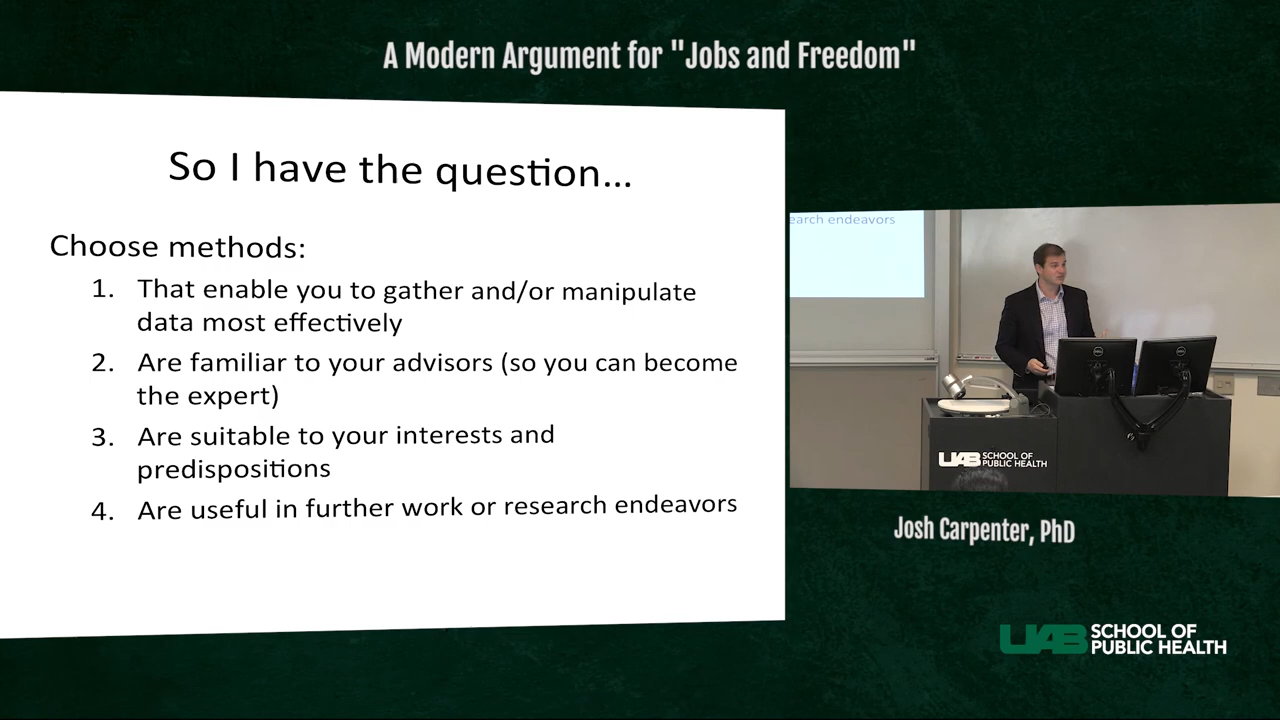 A Modern Argument for "Jobs and Freedom"
So I have the question...
Choose methods:
1. That enable you to gather and/or manipulate
data most effectively
2. Are familiar to your advisors (so you can become
the expert)
3. Are suitable to your interests and
predispositions
4. Are useful in further work or research endeavors
earch endeavors
DELL
DELL
UAB SCHOOL OF
PUBLIC HEALTH
Josh Carpenter, PhD
UAB SCHOOL OF
PUBLIC HEALTH